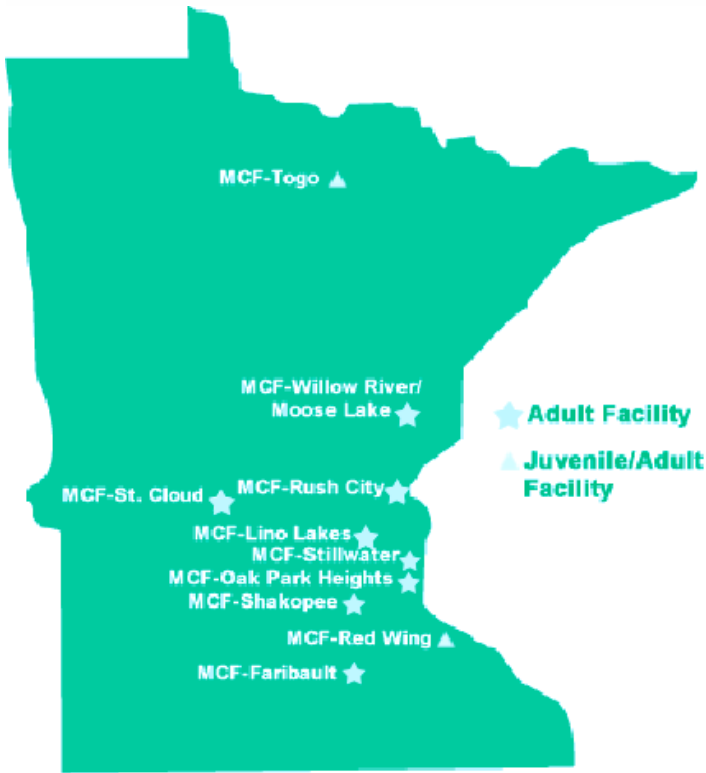 MCF-Togo
MCF-Willow River/
Moose Lake
Adult Facility
Juvenile/Adult
Facility
MCF-St. Cloud
MCF-Rush City
MCF-Lino Lakes
MCF-Stillwater
MCF-Oak Park Heights
MCF-Shakopee
MCF-Red Wing
MCF-Faribault